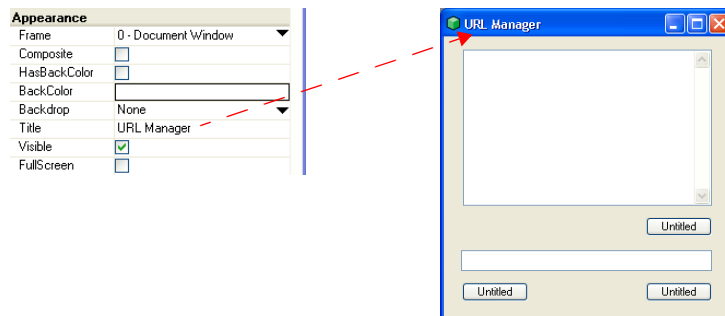 Appearance
Frame 0 - Document Window
Composite
HasBackColor
BackColor
Backdrop None
Title URL Manager
Visible
FullScreen
URL Manager
Untitled
Untitled Untitled